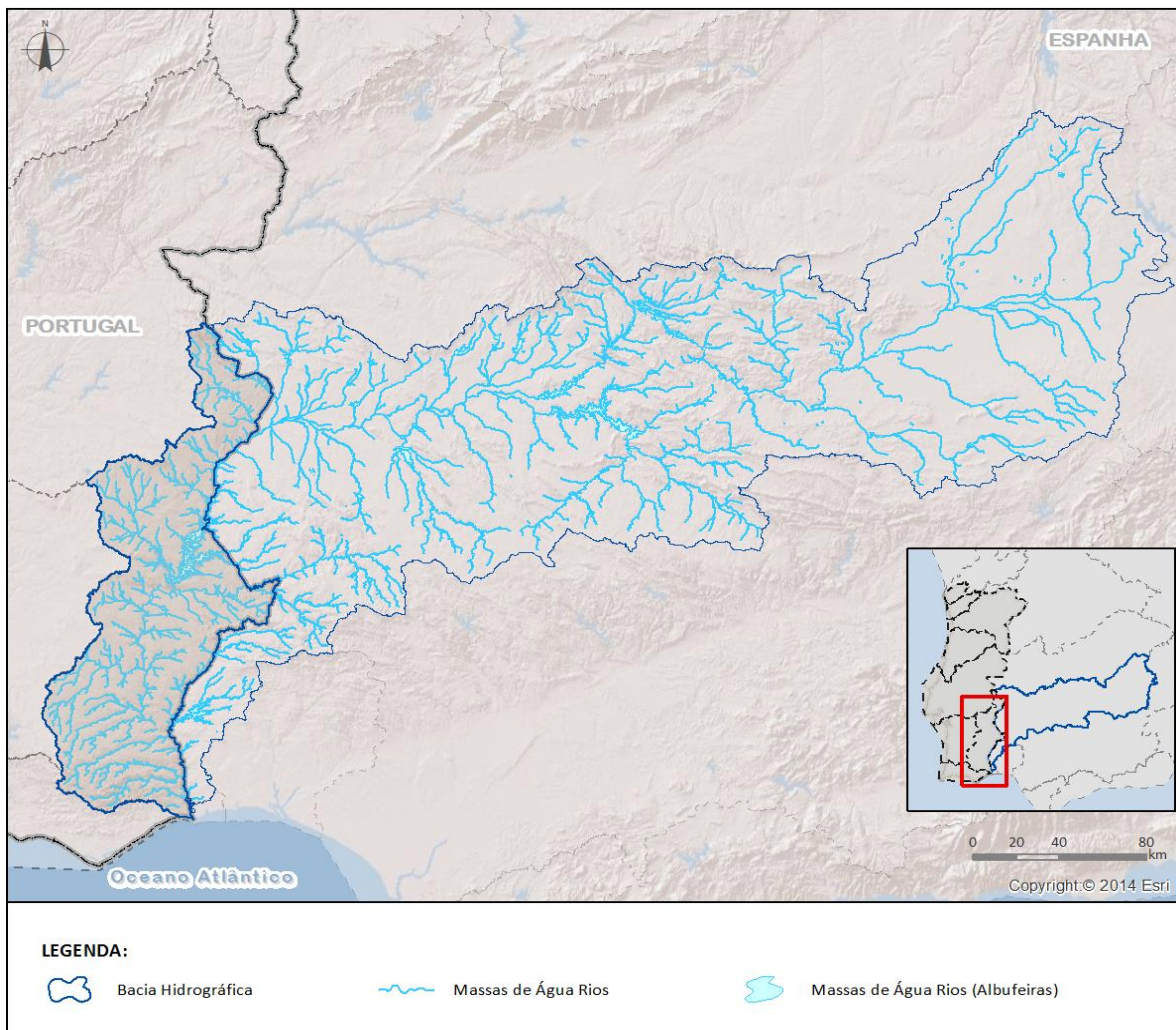 N
ESPANHA
PORTUGAL
Oceano Atlântico
0 20 40 80
km
Copyright:© 2014 Esri
LEGENDA:
Bacia Hidrográfica
Massas de Água Rios
Massas de Água Rios (Albufeiras)